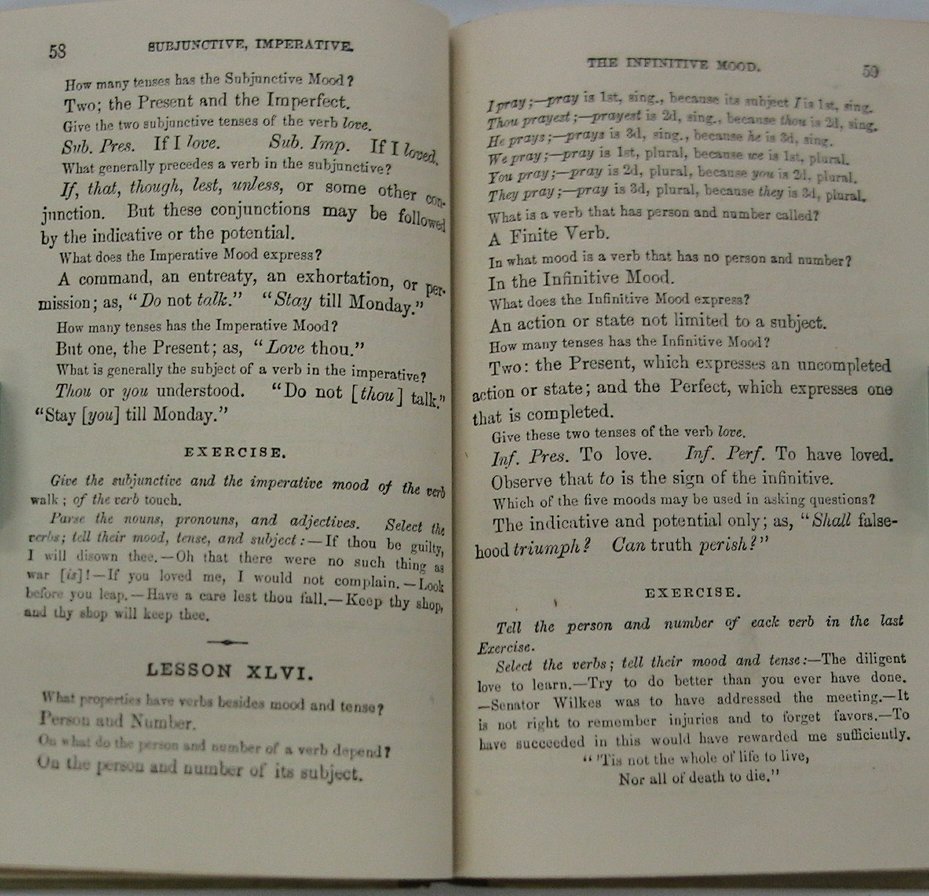 58
SUBJUNCTIVE, IMPERATIVE.
How many tenses has the Subjunctive Mood?
Two; the Present and the Imperfect.
Give the two subjunctive tenses of the verb love.
Sub. Pres. If I love. Sub. Imp. If I loved.
What generally precedes a verb in the subjunctive?
If, that, though, lest, unless, or some other con-
junction. But these conjunctions may be followed
by the indicative or the potential.
What does the Imperative Mood express?
A command, an entreaty, an exhortation, or per-
mission; as, "Do not talk." "Stay till Monday."
How many tenses has the Imperative Mood?
But one, the Present; as, "Love thou."
What is generally the subject of a verb in the imperative?
Thou or you understood. "Do not [thou] talk."
"Stay [you] till Monday."
EXERCISE.
Give the subjunctive and the imperative mood of the verb
walk; of the verb touch.
Parse the nouns, pronouns, and adjectives. Select the
verbs; tell their mood, tense, and subject:—If thou be guilty,
I will disown thee.—Oh that there were no such thing as
war [is]!—If you loved me, I would not complain.—Look
before you leap.—Have a care lest thou fall.—Keep thy shop,
and thy shop will keep thee.
LESSON XLVI.
What properties have verbs besides mood and tense?
Person and Number.
On what do the person and number of a verb depend?
On the person and number of its subject.
THE INFINITIVE MOOD.
59
I pray;—pray is 1st, sing., because its subject I is 1st, sing.
Thou prayest;—prayest is 2d, sing., because thou is 2d, sing.
He prays;—prays is 3d, sing., because he is 3d, sing.
We pray;—pray is 1st, plural, because we is 1st, plural.
You pray;—pray is 2d, plural, because you is 2d, plural.
They pray;—pray is 3d, plural, because they is 3d, plural.
What is a verb that has person and number called?
A Finite Verb.
In what mood is a verb that has no person and number?
In the Infinitive Mood.
What does the Infinitive Mood express?
An action or state not limited to a subject.
How many tenses has the Infinitive Mood?
Two: the Present, which expresses an uncompleted
action or state; and the Perfect, which expresses one
that is completed.
Give these two tenses of the verb love.
Inf. Pres. To love. Inf. Perf. To have loved.
Observe that to is the sign of the infinitive.
Which of the five moods may be used in asking questions?
The indicative and potential only; as, "Shall false-
hood triumph? Can truth perish?"
EXERCISE.
Tell the person and number of each verb in the last
Exercise.
Select the verbs; tell their mood and tense:—The diligent
love to learn.—Try to do better than you ever have done.
—Senator Wilkes was to have addressed the meeting.—It
is not right to remember injuries and to forget favors.—To
have succeeded in this would have rewarded me sufficiently.
"'Tis not the whole of life to live,
Nor all of death to die."